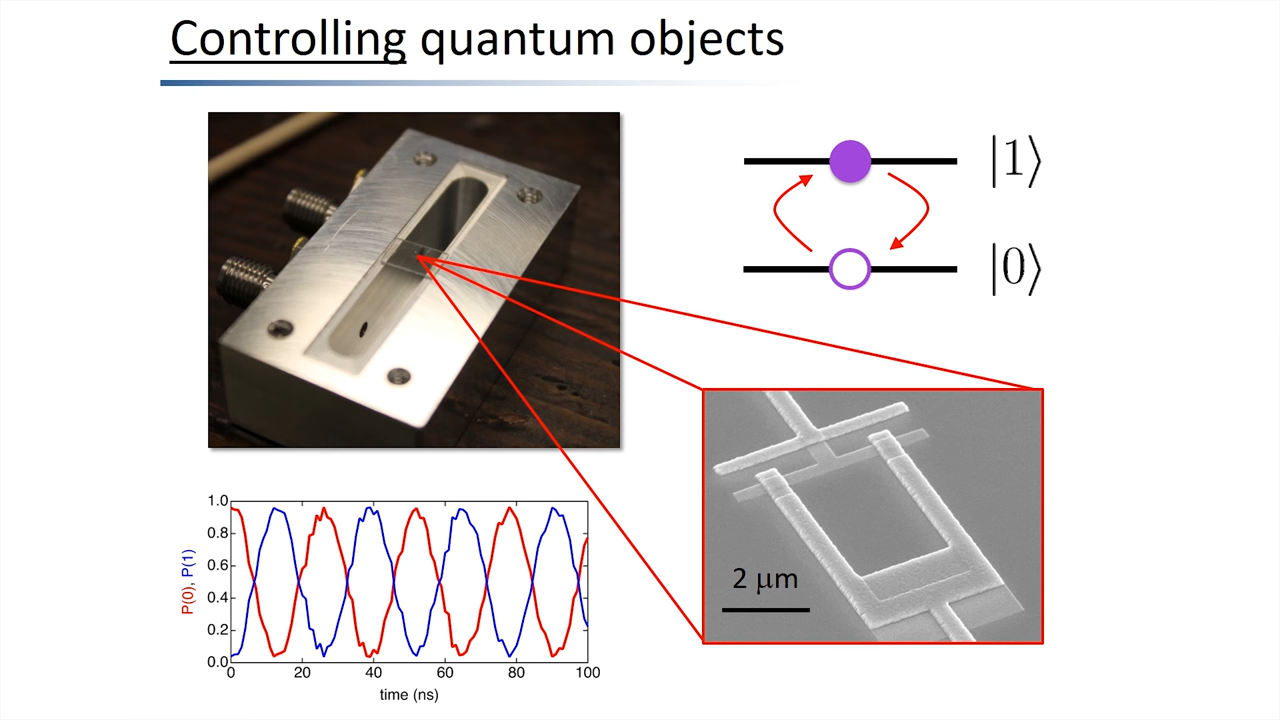 Controlling quantum objects
|1⟩
|0⟩
2 μm
1.0
0.8
0.6
0.4
0.2
0.0
P(0), P(1)
0 20 40 60 80 100
time (ns)